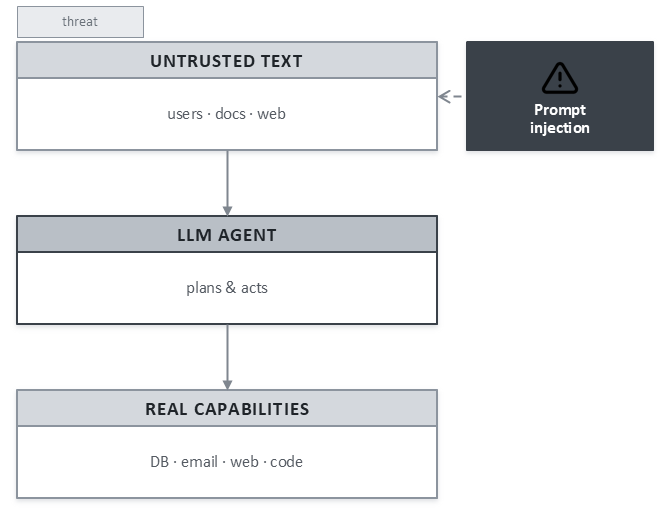 threat
UNTRUSTED TEXT
users · docs · web
Prompt
injection
LLM AGENT
plans & acts
REAL CAPABILITIES
DB · email · web · code